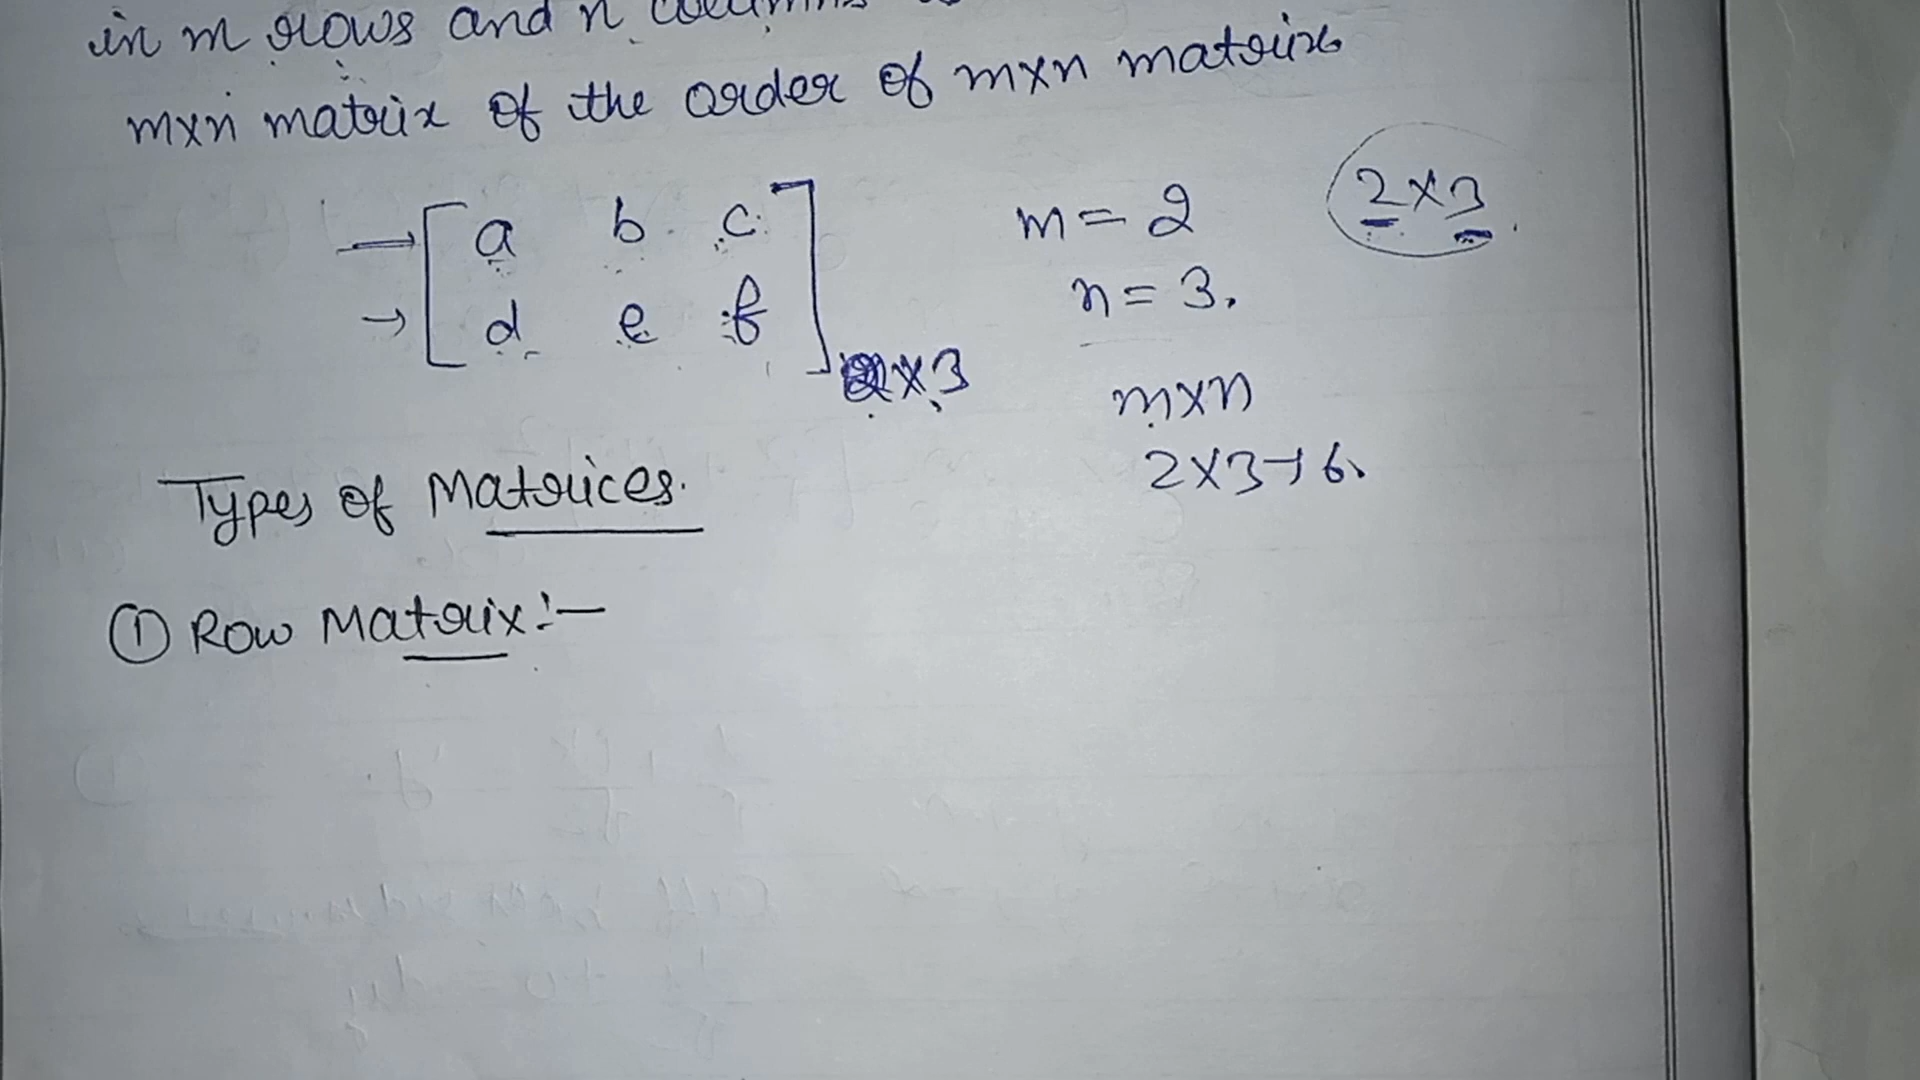 in m rows and n columns
mxn matrix of the order of mxn matrix
→ [ a b c
→ d e f ] 2x3
m = 2
n = 3.
2x3
mxn
2x3→6.
Types of Matrices.
① Row Matrix:-